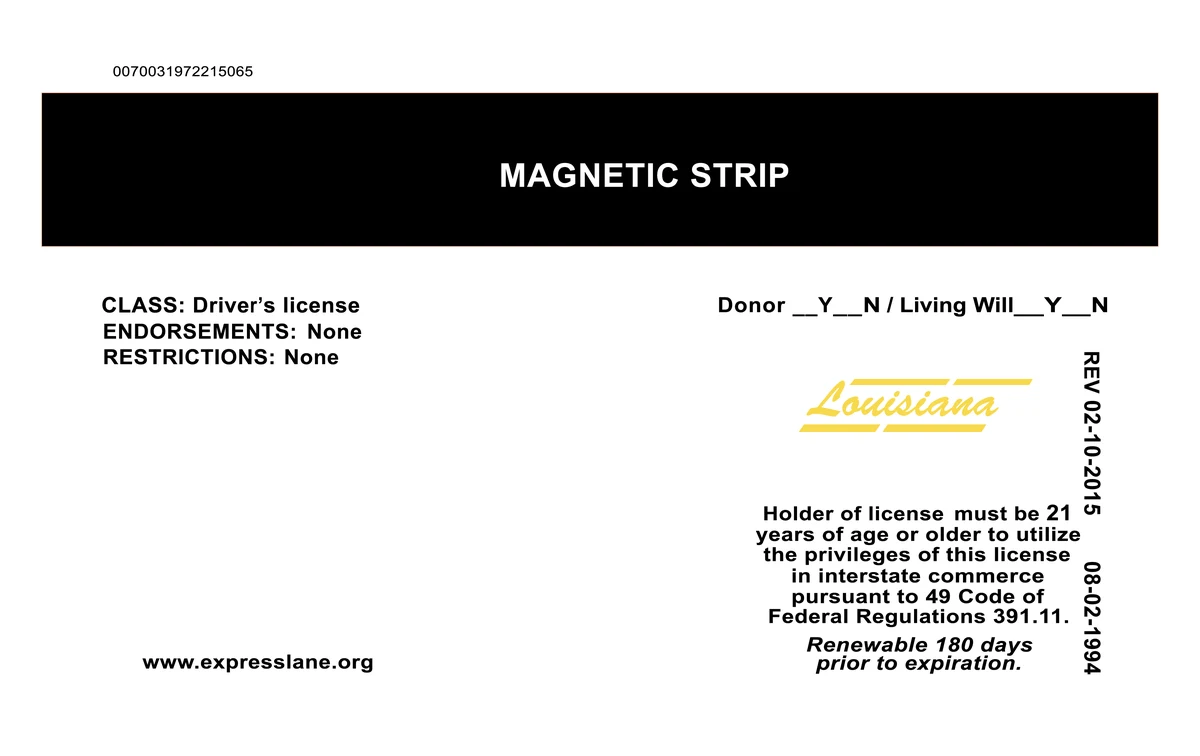 0070031972215065
MAGNETIC STRIP
CLASS: Driver’s license
ENDORSEMENTS: None
RESTRICTIONS: None
Donor __Y__N / Living Will__Y__N
Louisiana
REV 02-10-2015 08-02-1994
Holder of license must be 21
years of age or older to utilize
the privileges of this license
in interstate commerce
pursuant to 49 Code of
Federal Regulations 391.11.
Renewable 180 days
prior to expiration.
www.expresslane.org